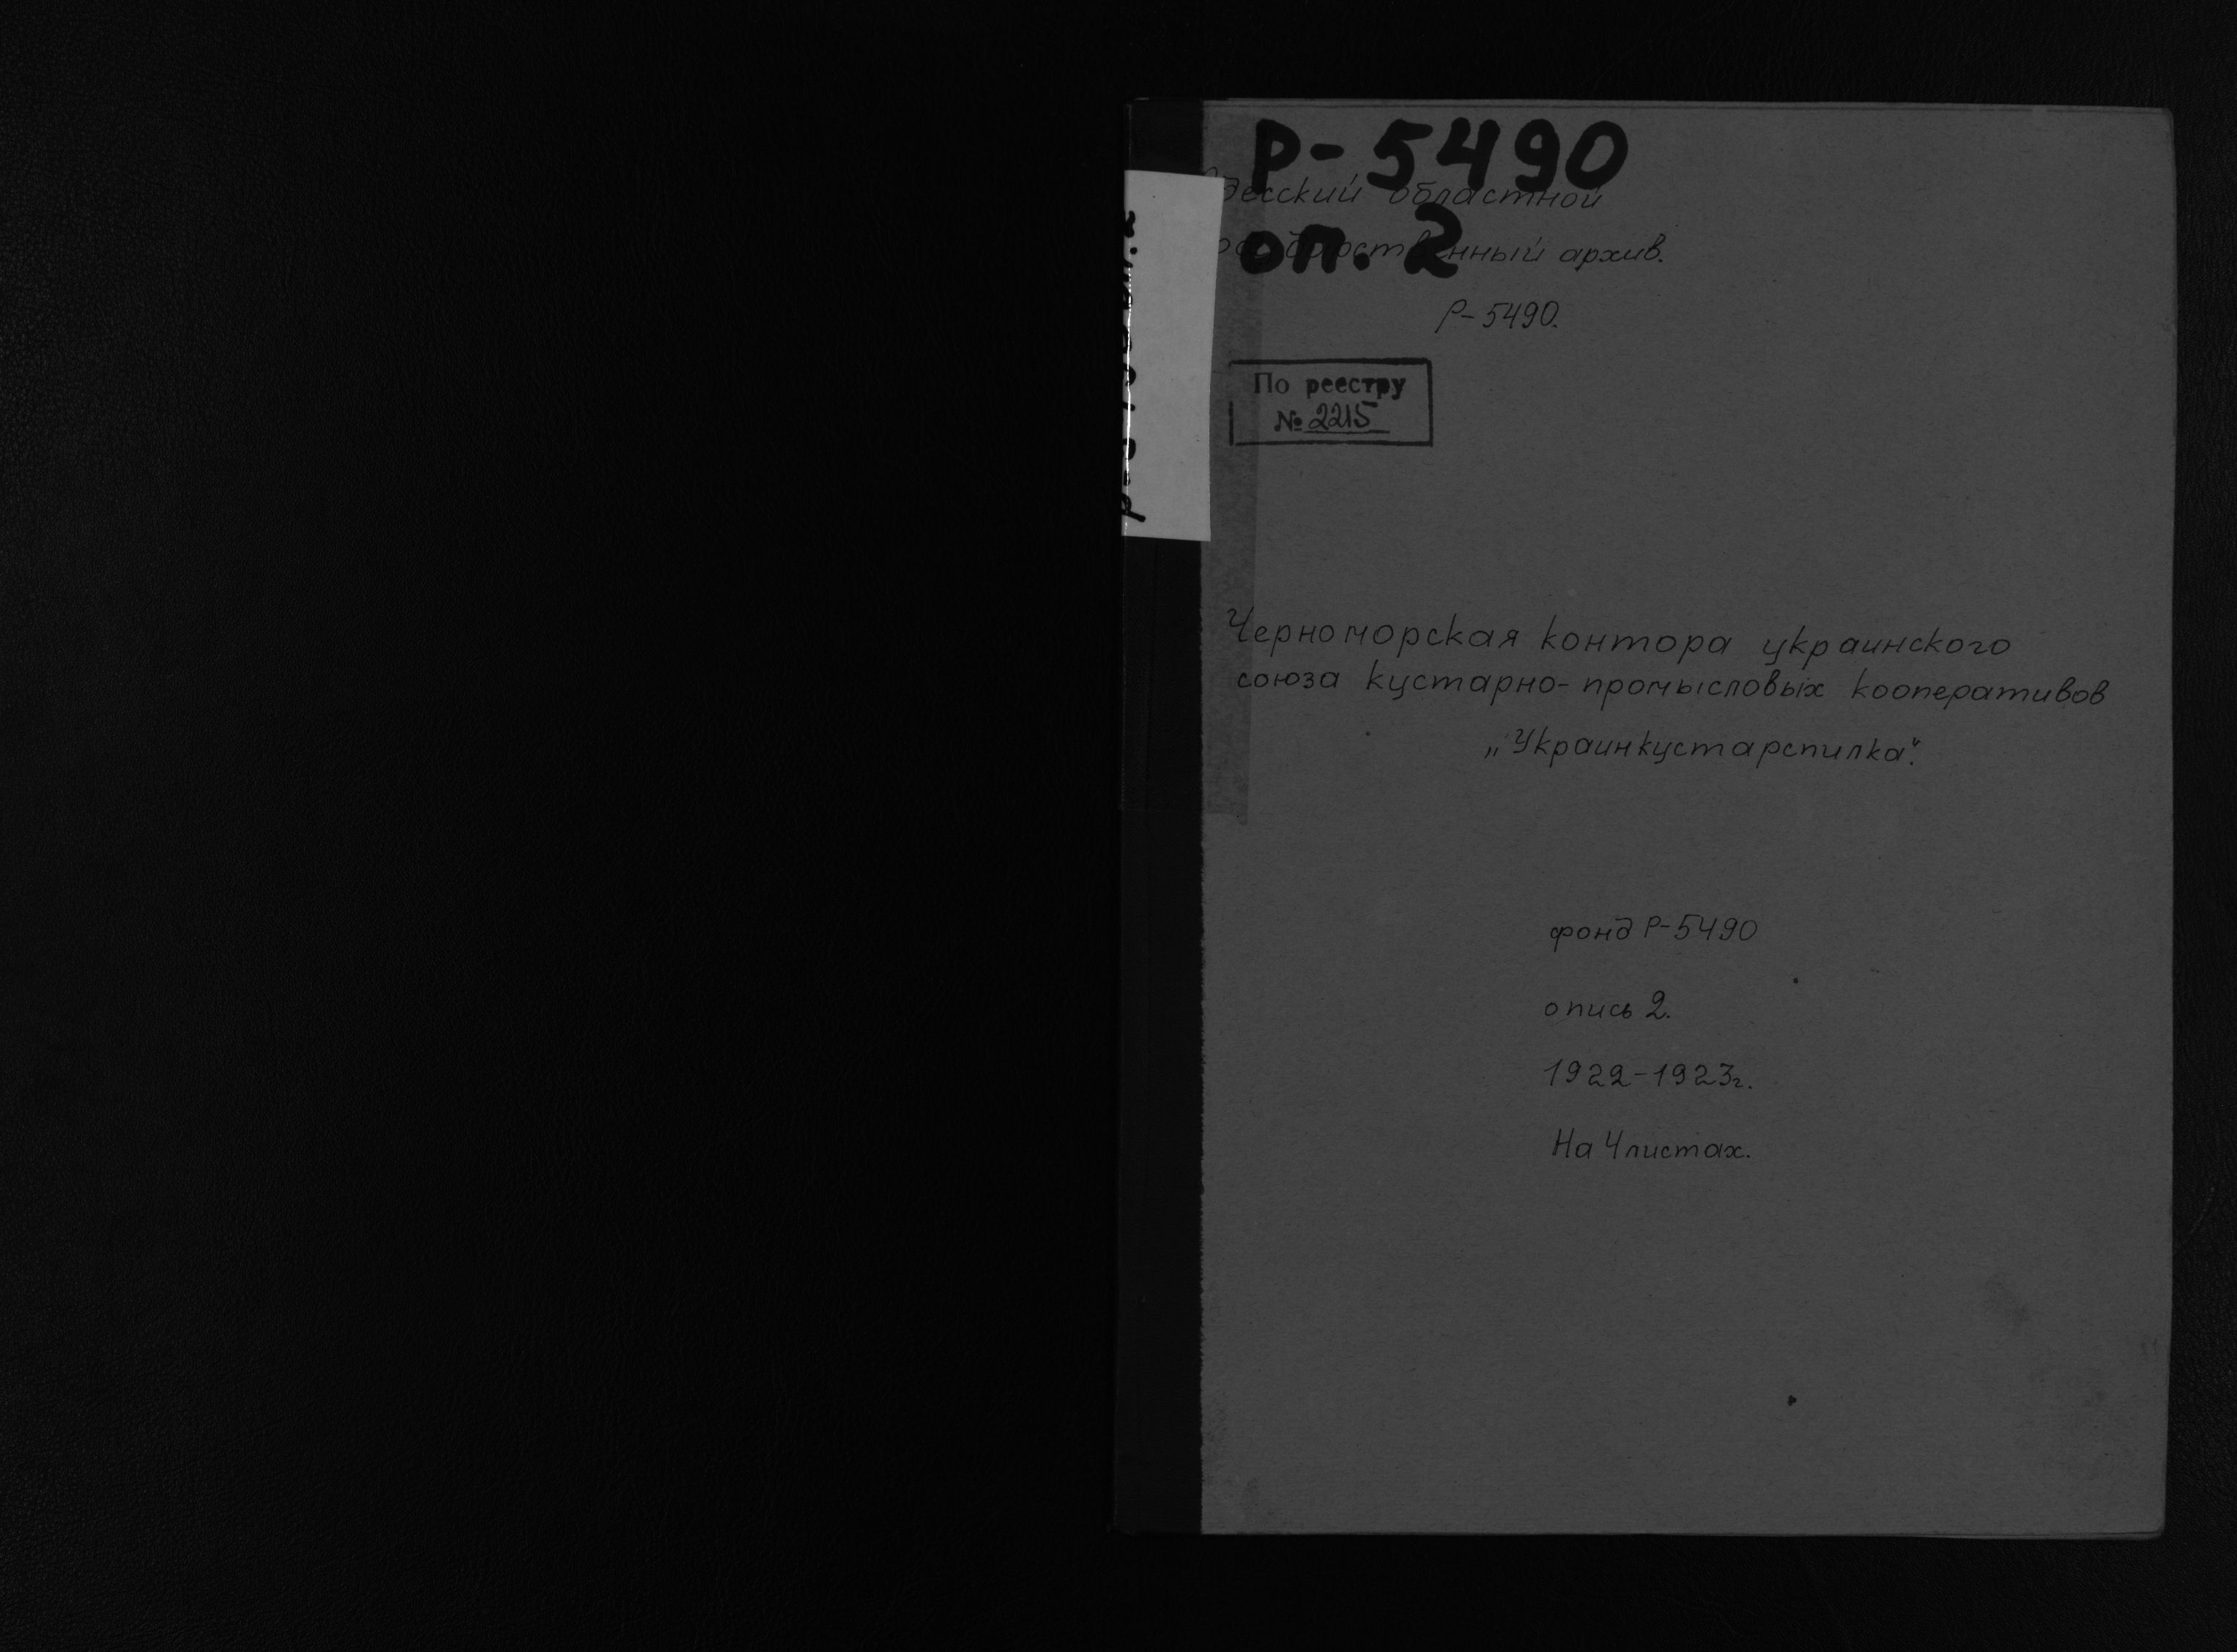 Р-5490
Одесский областной
оп. 2
государственный архив.
Р-5490.
По реестру
№ 2215
Черноморская контора украинского
союза кустарно-промысловых кооперативов
„Украинкустарспилка".
фонд Р-5490
опись 2.
1922-1923г.
На 4 листах.